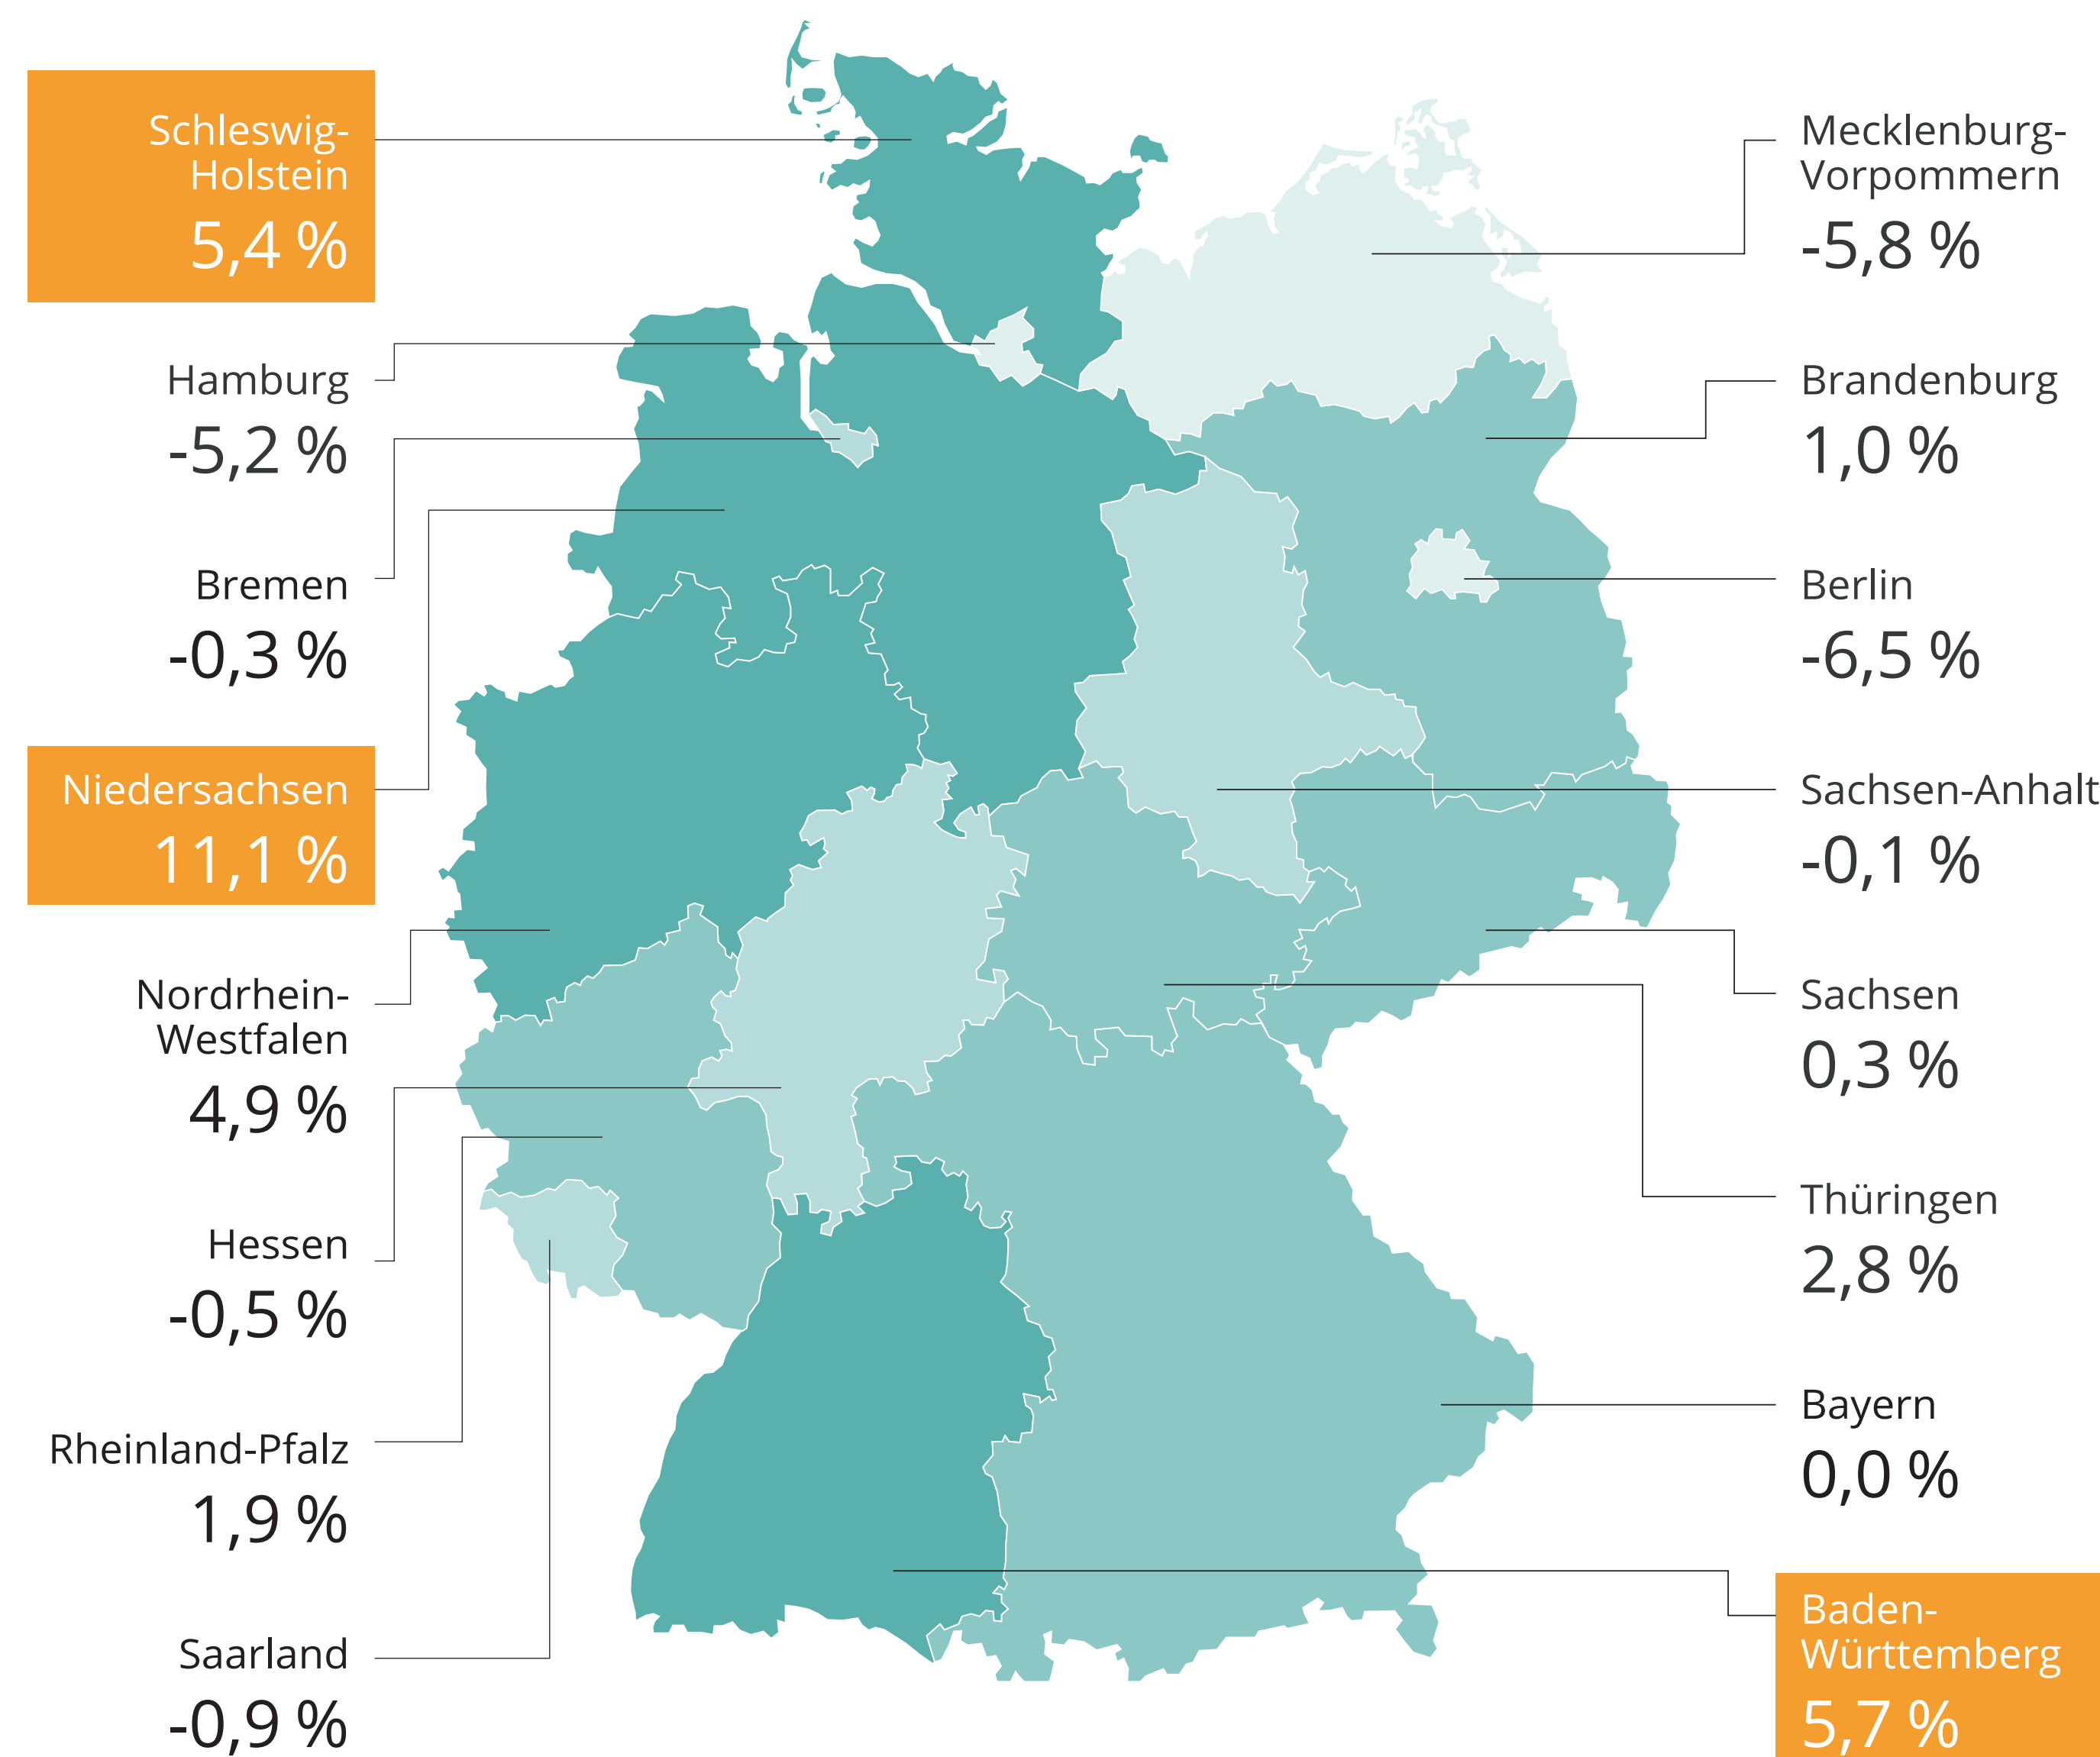 Schleswig-
Holstein
5,4 %
Hamburg
-5,2 %
Bremen
-0,3 %
Niedersachsen
11,1 %
Nordrhein-
Westfalen
4,9 %
Hessen
-0,5 %
Rheinland-Pfalz
1,9 %
Saarland
-0,9 %
Mecklenburg-
Vorpommern
-5,8 %
Brandenburg
1,0 %
Berlin
-6,5 %
Sachsen-Anhalt
-0,1 %
Sachsen
0,3 %
Thüringen
2,8 %
Bayern
0,0 %
Baden-
Württemberg
5,7 %